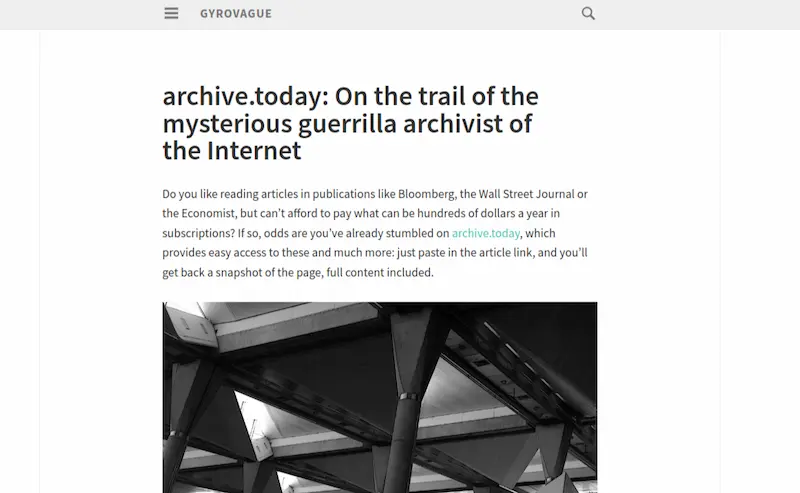 GYROVAGUE
archive.today: On the trail of the
mysterious guerrilla archivist of
the Internet
Do you like reading articles in publications like Bloomberg, the Wall Street Journal or
the Economist, but can't afford to pay what can be hundreds of dollars a year in
subscriptions? If so, odds are you've already stumbled on archive.today, which
provides easy access to these and much more: just paste in the article link, and you'll
get back a snapshot of the page, full content included.